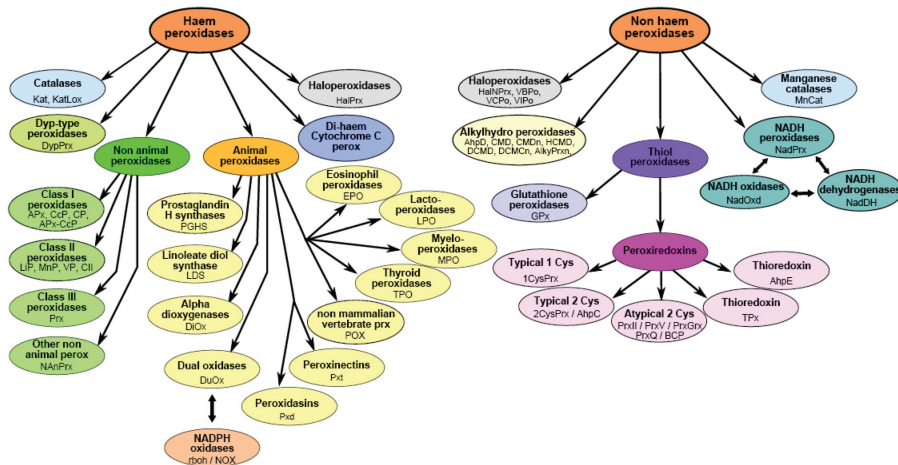 Haem
peroxidases
Catalases
Kat, KatLox
Haloperoxidases
HalPrx
Dyp-type
peroxidases
DypPrx
Non animal
peroxidases
Animal
peroxidases
Di-haem
Cytochrome C
perox
Class I
peroxidases
APx, CcP, CP,
APx-CcP
Class II
peroxidases
LiP, MnP, VP, CII
Class III
peroxidases
Prx
Other non
animal perox
NAnPrx
Prostaglandin
H synthases
PGHS
Linoleate diol
synthase
LDS
Alpha
dioxygenases
DiOx
Dual oxidases
DuOx
NADPH
oxidases
rboh / NOX
Eosinophil
peroxidases
EPO
Lacto-
peroxidases
LPO
Myelo-
peroxidases
MPO
Thyroid
peroxidases
TPO
non mammalian
vertebrate prx
POX
Peroxinectins
Pxt
Peroxidasins
Pxd
Non haem
peroxidases
Haloperoxidases
HalNPrx, VBPo,
VCPo, VIPo
Manganese
catalases
MnCat
Alkylhydro peroxidases
AhpD, CMD, CMDn, HCMD,
DCMD, DCMCn, AlkyPrxn,
Thiol
peroxidases
NADH
peroxidases
NadPrx
NADH oxidases
NadOxd
NADH
dehydrogenases
NadDH
Glutathione
peroxidases
GPx
Peroxiredoxins
Typical 1 Cys
1CysPrx
Typical 2 Cys
2CysPrx / AhpC
Atypical 2 Cys
PrxII / PrxV / PrxGrx
PrxQ / BCP
Thioredoxin
TPx
Thioredoxin
AhpE